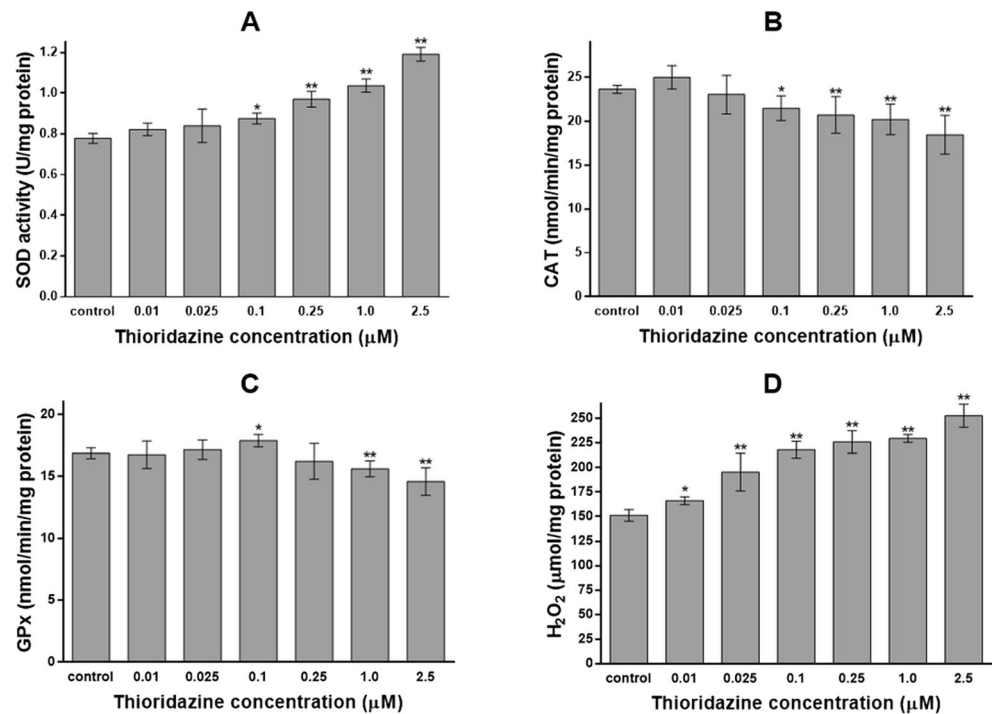 A
SOD activity (U/mg protein)
1.2
1.0
0.8
0.6
0.4
0.2
0.0
*
**
**
**
control 0.01 0.025 0.1 0.25 1.0 2.5
Thioridazine concentration (μM)
B
CAT (nmol/min/mg protein)
25
20
15
10
5
0
*
**
**
**
control 0.01 0.025 0.1 0.25 1.0 2.5
Thioridazine concentration (μM)
C
GPx (nmol/min/mg protein)
20
15
10
5
0
*
**
**
control 0.01 0.025 0.1 0.25 1.0 2.5
Thioridazine concentration (μM)
D
H₂O₂ (μmol/mg protein)
250
225
200
175
150
125
100
75
50
25
0
*
**
**
**
**
**
control 0.01 0.025 0.1 0.25 1.0 2.5
Thioridazine concentration (μM)